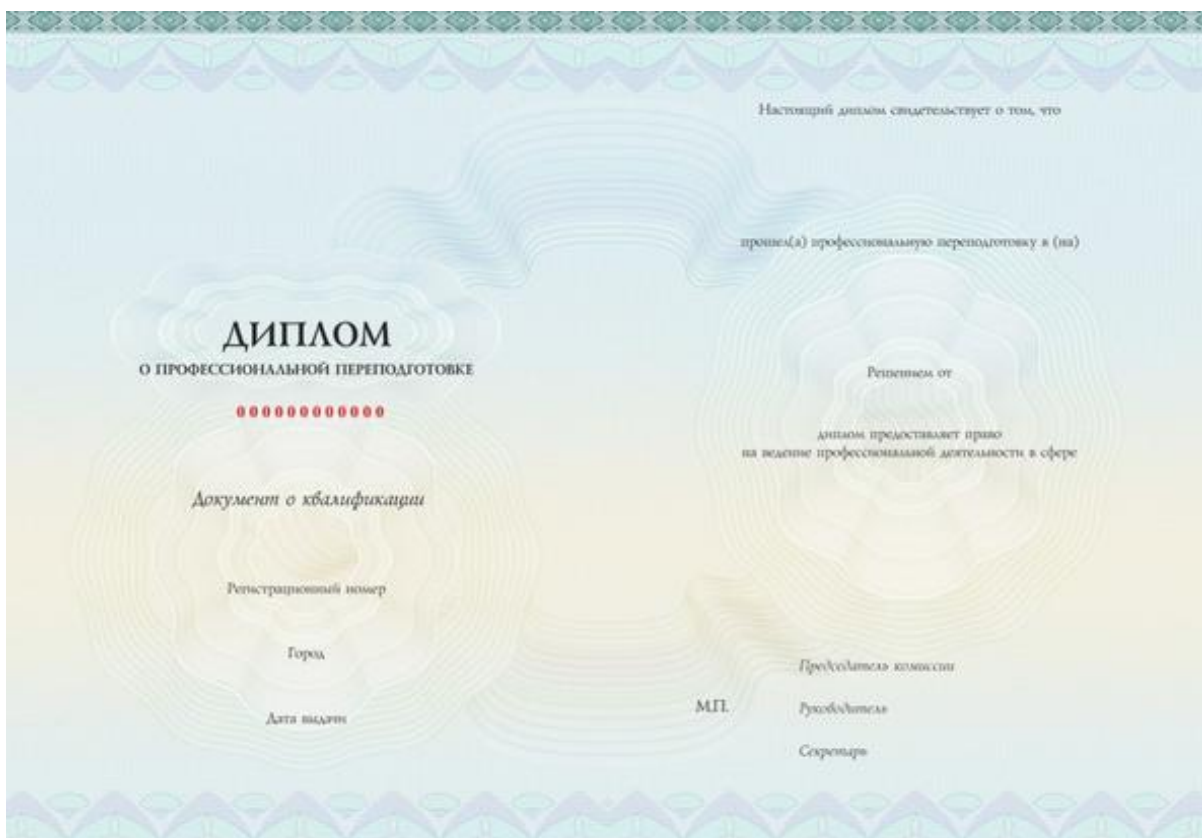 ДИПЛОМ
О ПРОФЕССИОНАЛЬНОЙ ПЕРЕПОДГОТОВКЕ
000000000000
Документ о квалификации
Регистрационный номер
Город
Дата выдачи
Настоящий диплом свидетельствует о том, что
прошел(а) профессиональную переподготовку в (на)
Решением от
диплом предоставляет право
на ведение профессиональной деятельности в сфере
Председатель комиссии
М.П.
Руководитель
Секретарь